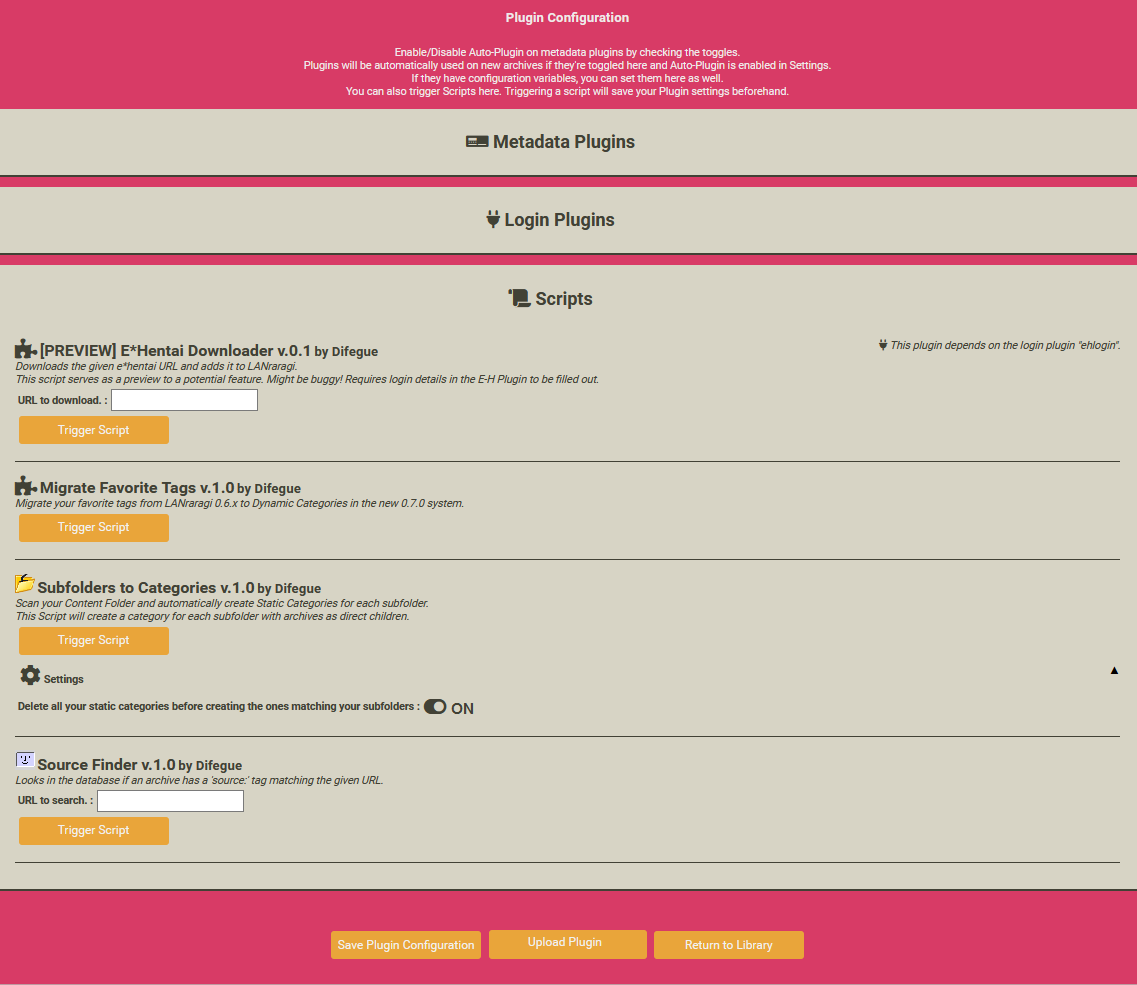 Plugin Configuration
Enable/Disable Auto-Plugin on metadata plugins by checking the toggles.
Plugins will be automatically used on new archives if they're toggled here and Auto-Plugin is enabled in Settings.
If they have configuration variables, you can set them here as well.
You can also trigger Scripts here. Triggering a script will save your Plugin settings beforehand.
Metadata Plugins
Login Plugins
Scripts
[PREVIEW] E*Hentai Downloader v.0.1 by Difegue
This plugin depends on the login plugin "ehlogin".
Downloads the given e*hentai URL and adds it to LANraragi.
This script serves as a preview to a potential feature. Might be buggy! Requires login details in the E-H Plugin to be filled out.
URL to download. :
Trigger Script
Migrate Favorite Tags v.1.0 by Difegue
Migrate your favorite tags from LANraragi 0.6.x to Dynamic Categories in the new 0.7.0 system.
Trigger Script
Subfolders to Categories v.1.0 by Difegue
Scan your Content Folder and automatically create Static Categories for each subfolder.
This Script will create a category for each subfolder with archives as direct children.
Trigger Script
Settings
Delete all your static categories before creating the ones matching your subfolders : ON
Source Finder v.1.0 by Difegue
Looks in the database if an archive has a 'source:' tag matching the given URL.
URL to search. :
Trigger Script
Save Plugin Configuration
Upload Plugin
Return to Library